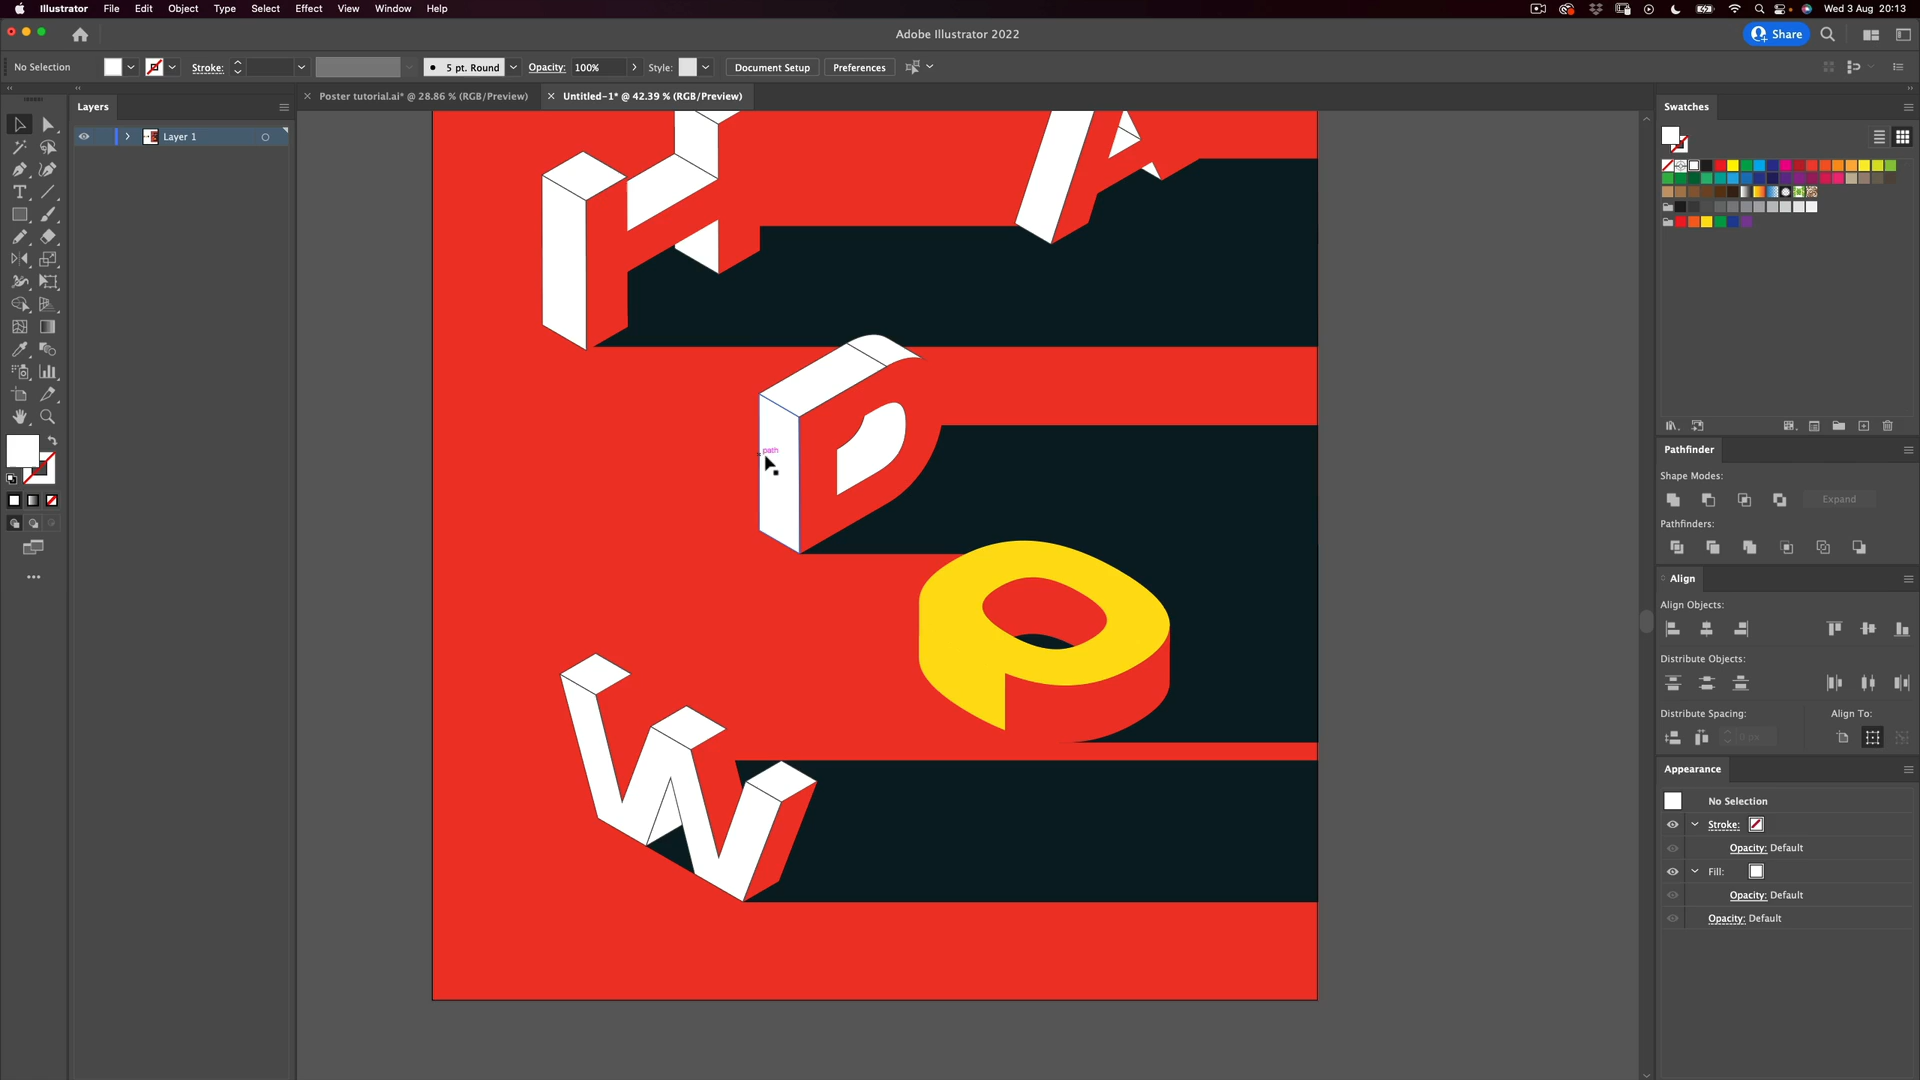 Illustrator File Edit Object Type Select Effect View Window Help Wed 3 Aug 20:13
Adobe Illustrator 2022 Share
No Selection Stroke: 5 pt. Round Opacity: 100% Style: Document Setup Preferences
Poster tutorial.ai* @ 28.86 % (RGB/Preview) Untitled-1* @ 42.39 % (RGB/Preview)
Layers
Layer 1
Swatches
H A
D
path
O
W
Pathfinder
Shape Modes:
Expand
Pathfinders:
Align
Align Objects:
Distribute Objects:
Distribute Spacing: Align To:
0 px
Appearance
No Selection
Stroke:
Opacity: Default
Fill:
Opacity: Default
Opacity: Default